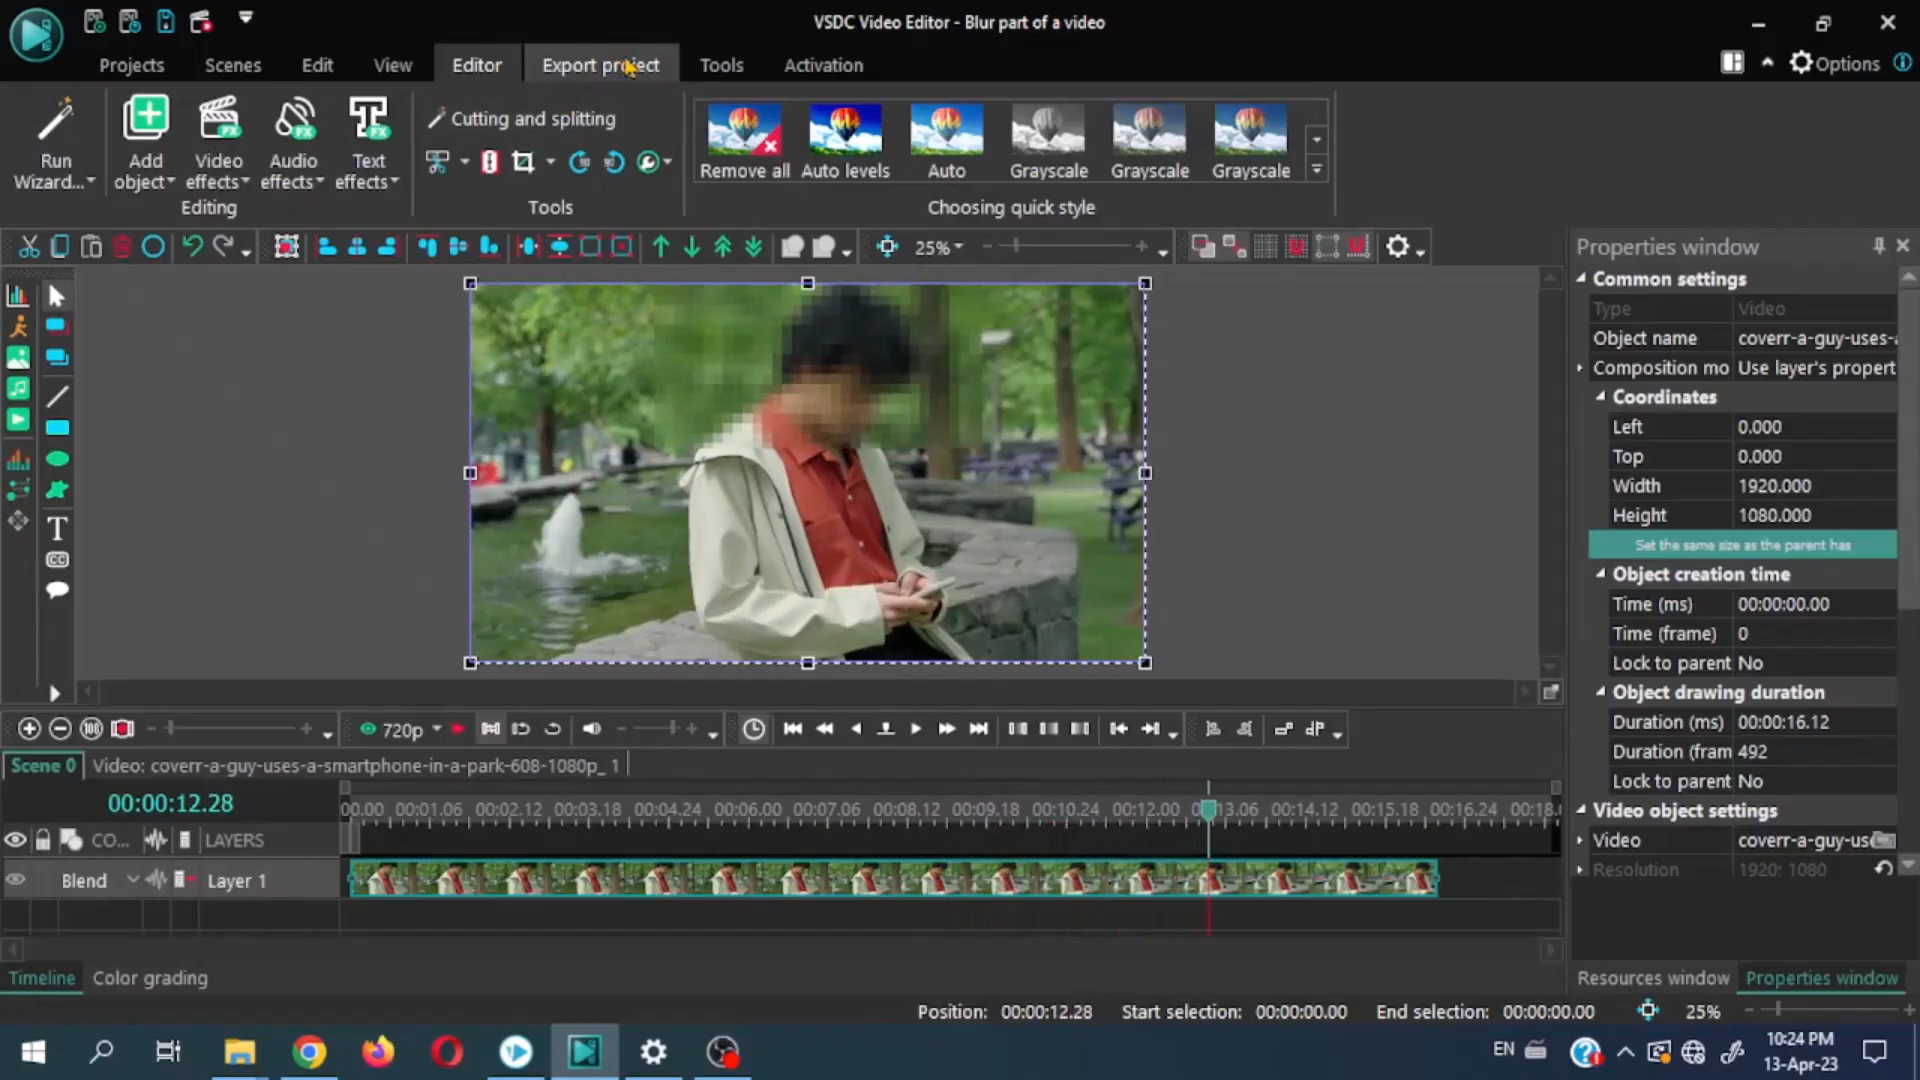 VSDC Video Editor - Blur part of a video
Projects Scenes Edit View Editor Export project Tools Activation Options
Run Wizard...
Add object
Video effects
Audio effects
Text effects
Editing
Cutting and splitting
Tools
Remove all
Auto levels
Auto
Grayscale
Grayscale
Grayscale
Choosing quick style
25%
Properties window
Common settings
Type Video
Object name coverr-a-guy-uses-
Composition mo Use layer's propert
Coordinates
Left 0.000
Top 0.000
Width 1920.000
Height 1080.000
Set the same size as the parent has
Object creation time
Time (ms) 00:00:00.00
Time (frame) 0
Lock to parent No
Object drawing duration
Duration (ms) 00:00:16.12
Duration (fram 492
Lock to parent No
Video object settings
Video coverr-a-guy-us
Resolution 1920; 1080
T
CC
100
720p
Scene 0 Video: coverr-a-guy-uses-a-smartphone-in-a-park-608-1080p_ 1
00:00:12.28
00.00 00:01.06 00:02.12 00:03.18 00:04.24 00:06.00 00:07.06 00:08.12 00:09.18 00:10.24 00:12.00 00:13.06 00:14.12 00:15.18 00:16.24 00:18.
CO... LAYERS
Blend Layer 1
Timeline Color grading
Resources window Properties window
Position: 00:00:12.28 Start selection: 00:00:00.00 End selection: 00:00:00.00 25%
EN
10:24 PM
13-Apr-23